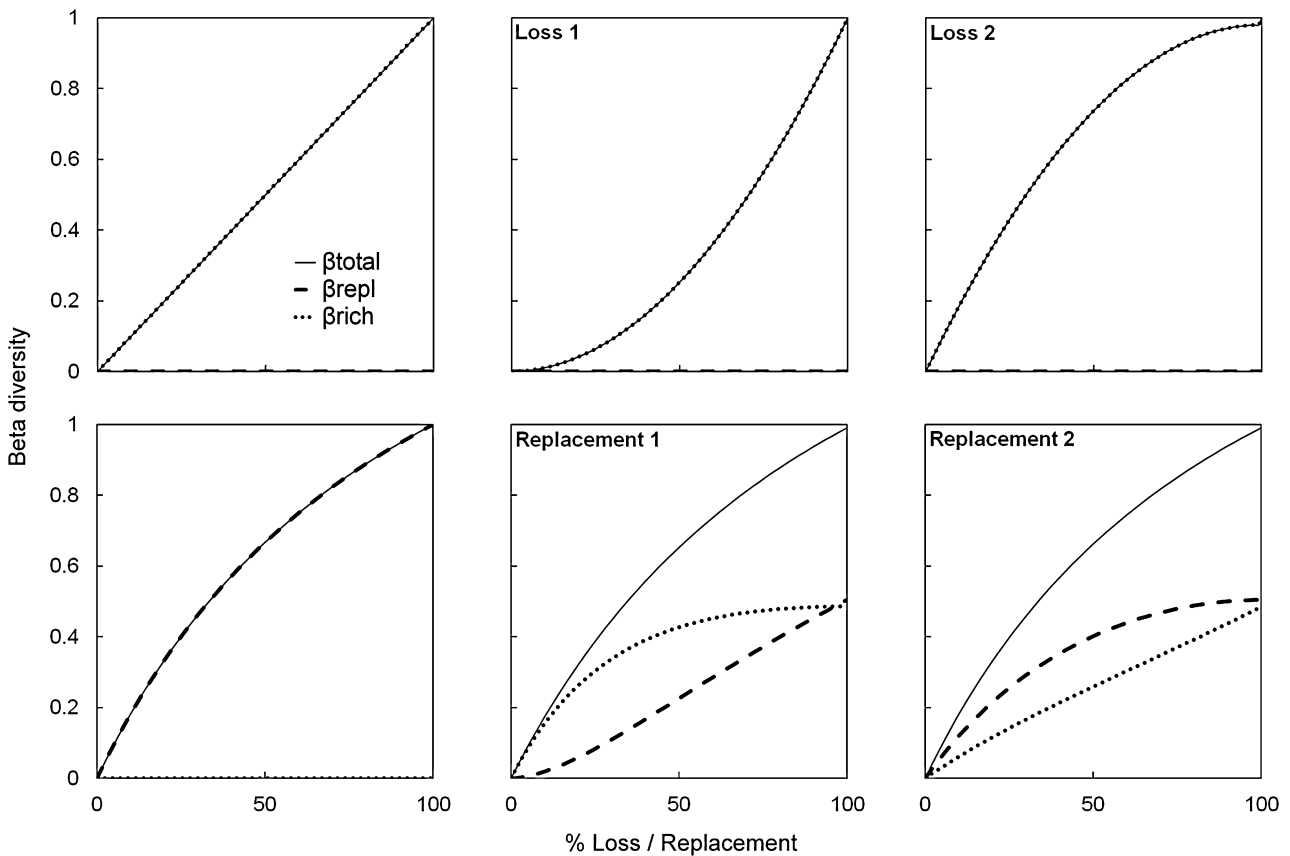 1
0.8
0.6
0.4
0.2
0
βtotal
βrepl
βrich
Loss 1
Loss 2
Beta diversity
1
0.8
0.6
0.4
0.2
0
Replacement 1
Replacement 2
0 50 100
0 50 100
0 50 100
% Loss / Replacement